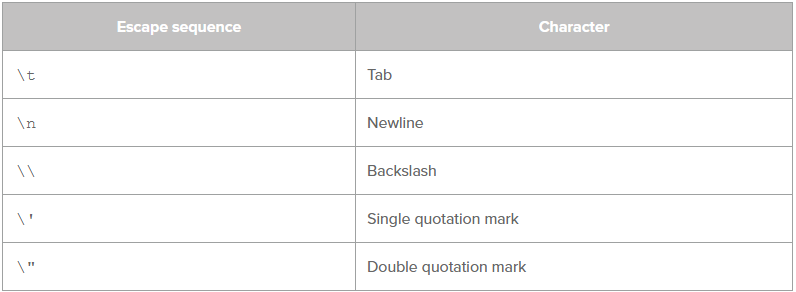 Escape sequence Character
\t Tab
\n Newline
\\ Backslash
\' Single quotation mark
\" Double quotation mark